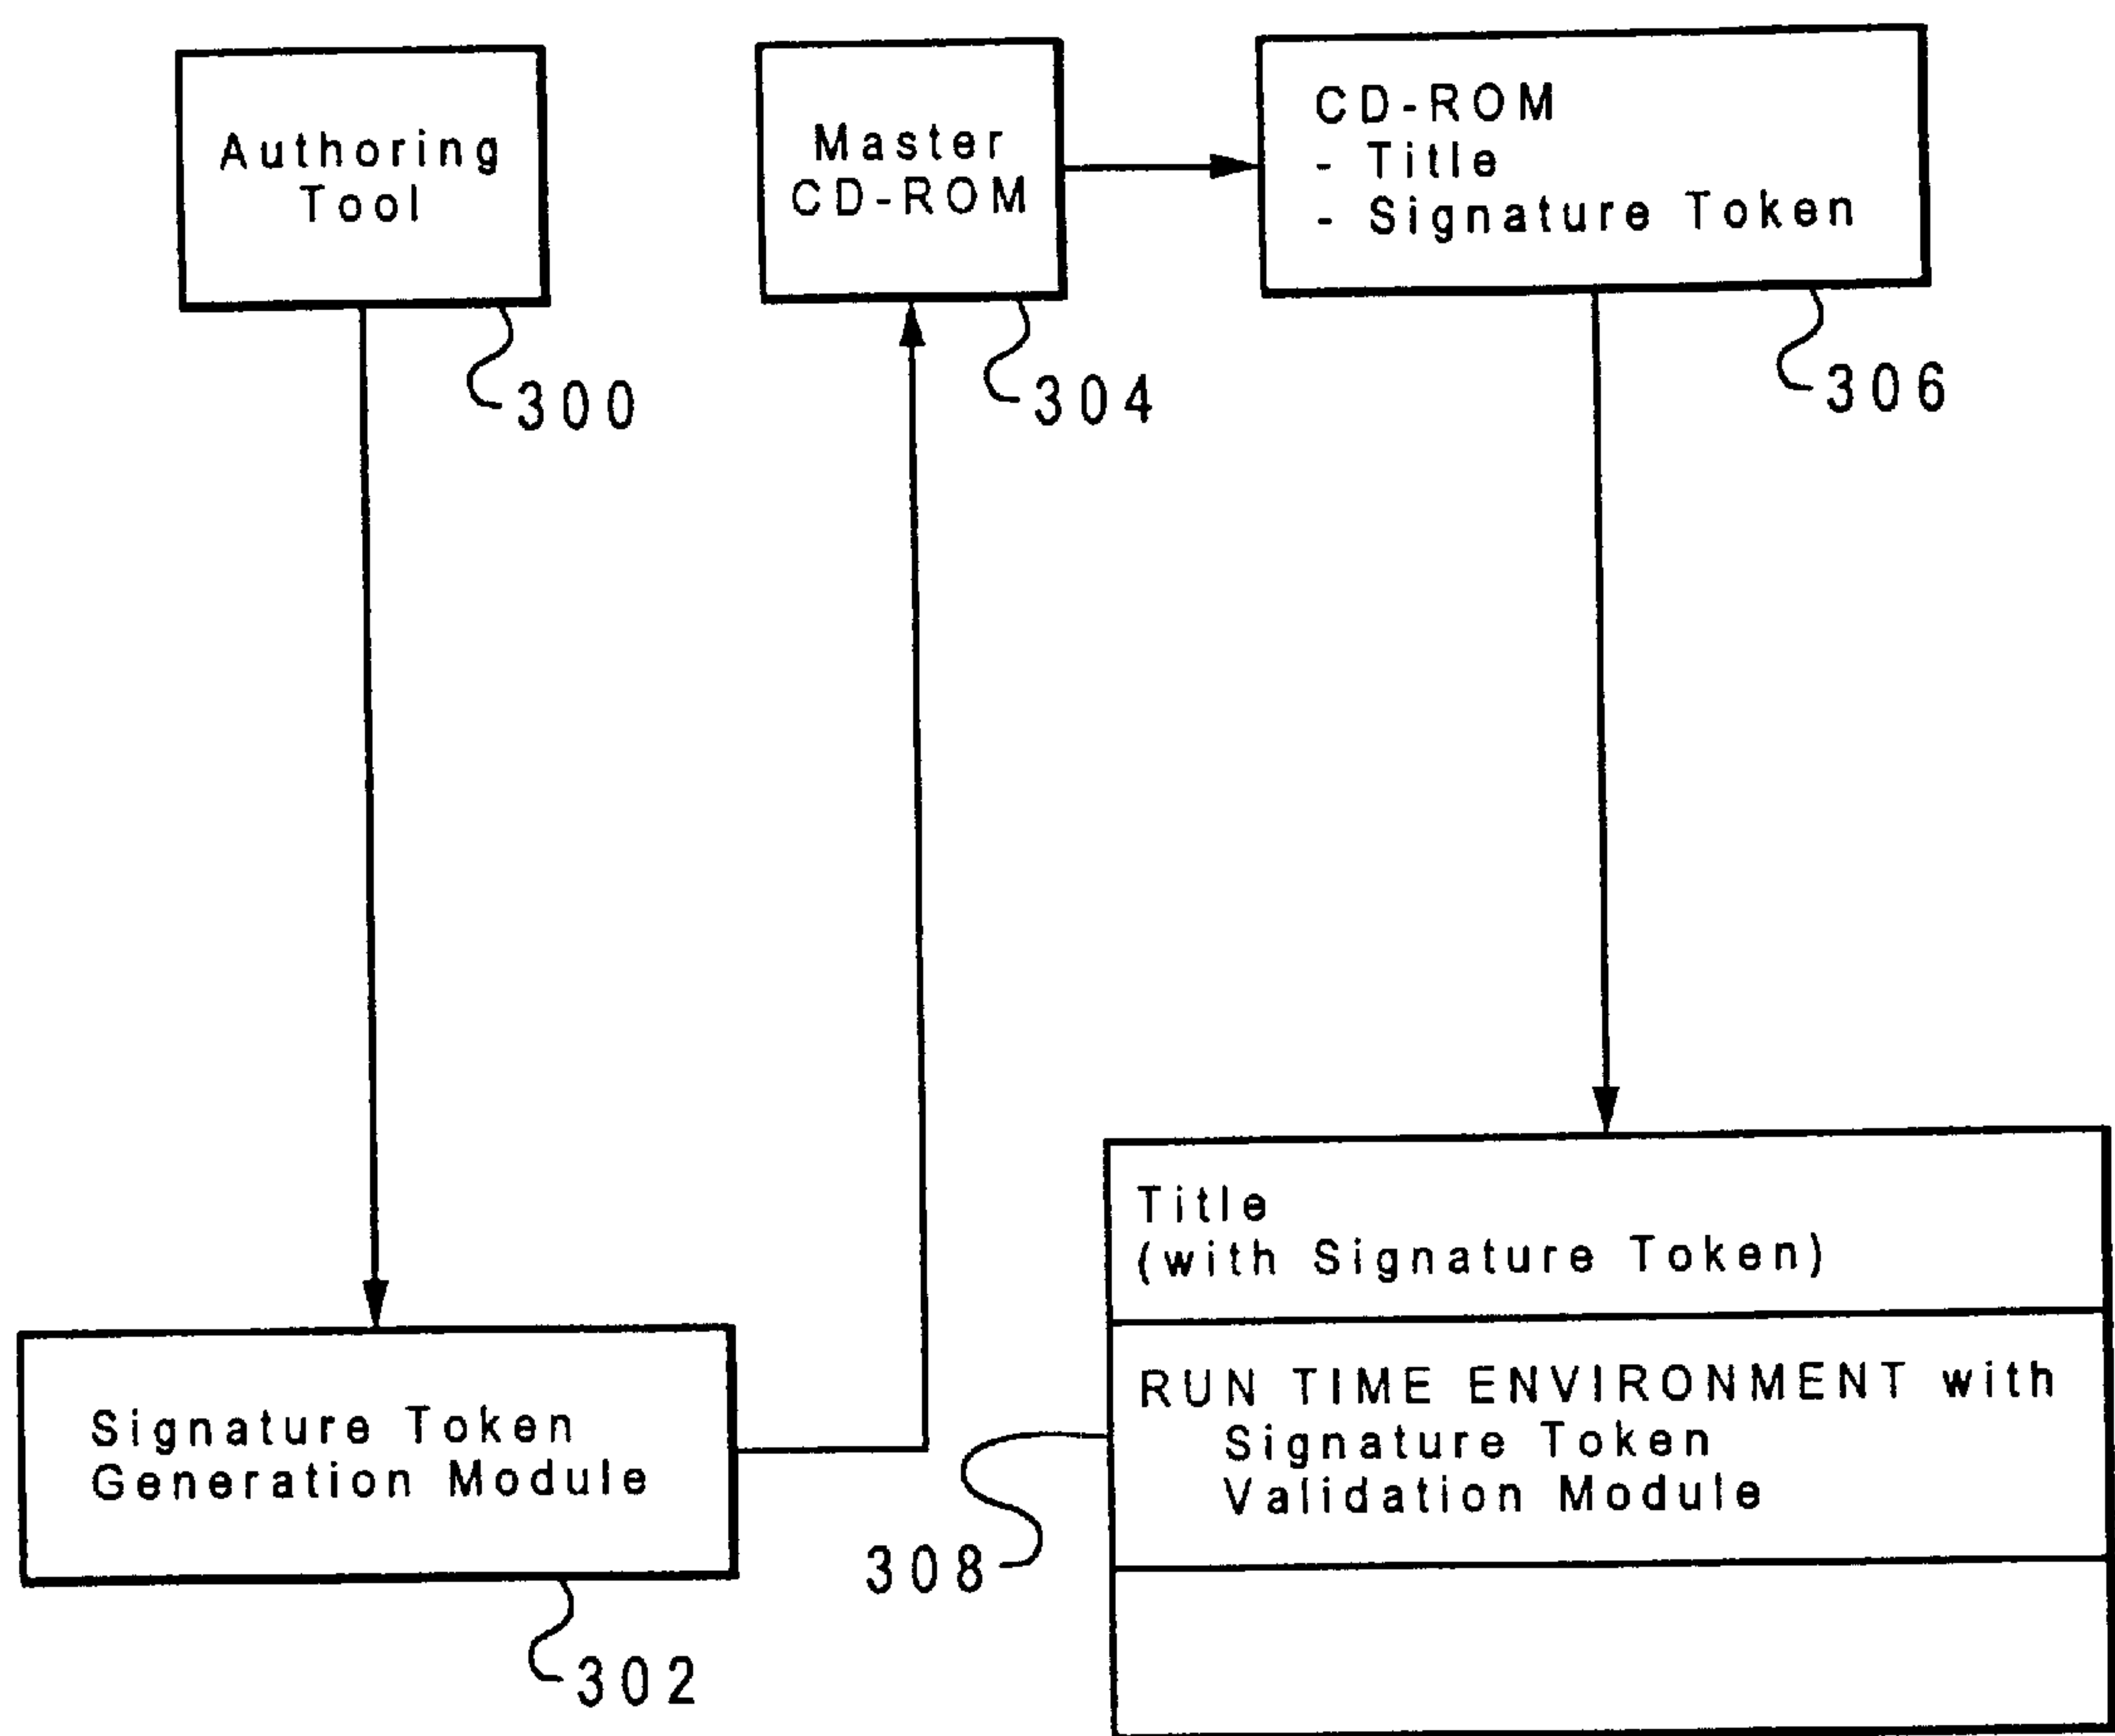 Authoring
Tool
300
Master
CD-ROM
304
CD-ROM
- Title
- Signature Token
306
Signature Token
Generation Module
302
Title
(with Signature Token)
RUN TIME ENVIRONMENT with
Signature Token
Validation Module
308